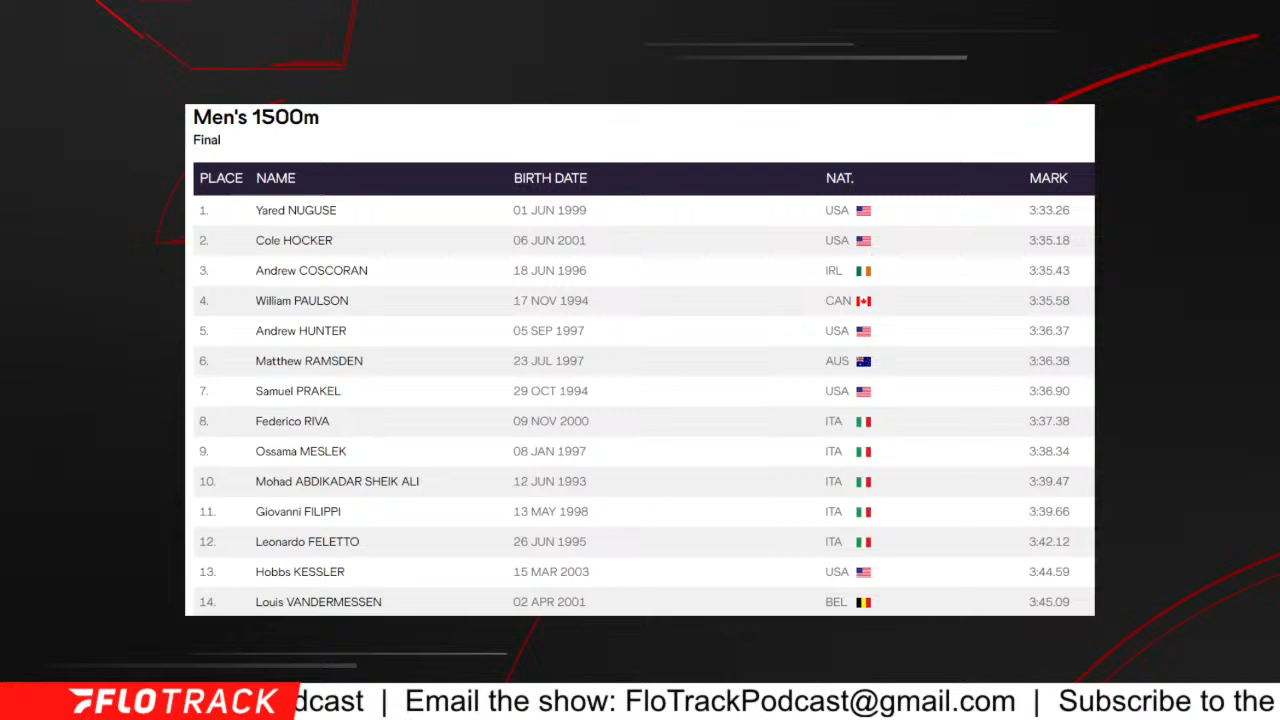 Men's 1500m
Final
PLACE NAME BIRTH DATE NAT. MARK
1. Yared NUGUSE 01 JUN 1999 USA 3:33.26
2. Cole HOCKER 06 JUN 2001 USA 3:35.18
3. Andrew COSCORAN 18 JUN 1996 IRL 3:35.43
4. William PAULSON 17 NOV 1994 CAN 3:35.58
5. Andrew HUNTER 05 SEP 1997 USA 3:36.37
6. Matthew RAMSDEN 23 JUL 1997 AUS 3:36.38
7. Samuel PRAKEL 29 OCT 1994 USA 3:36.90
8. Federico RIVA 09 NOV 2000 ITA 3:37.38
9. Ossama MESLEK 08 JAN 1997 ITA 3:38.34
10. Mohad ABDIKADAR SHEIK ALI 12 JUN 1993 ITA 3:39.47
11. Giovanni FILIPPI 13 MAY 1998 ITA 3:39.66
12. Leonardo FELETTO 26 JUN 1995 ITA 3:42.12
13. Hobbs KESSLER 15 MAR 2003 USA 3:44.59
14. Louis VANDERMESSEN 02 APR 2001 BEL 3:45.09
FLOTRACK dcast | Email the show: FloTrackPodcast@gmail.com | Subscribe to the